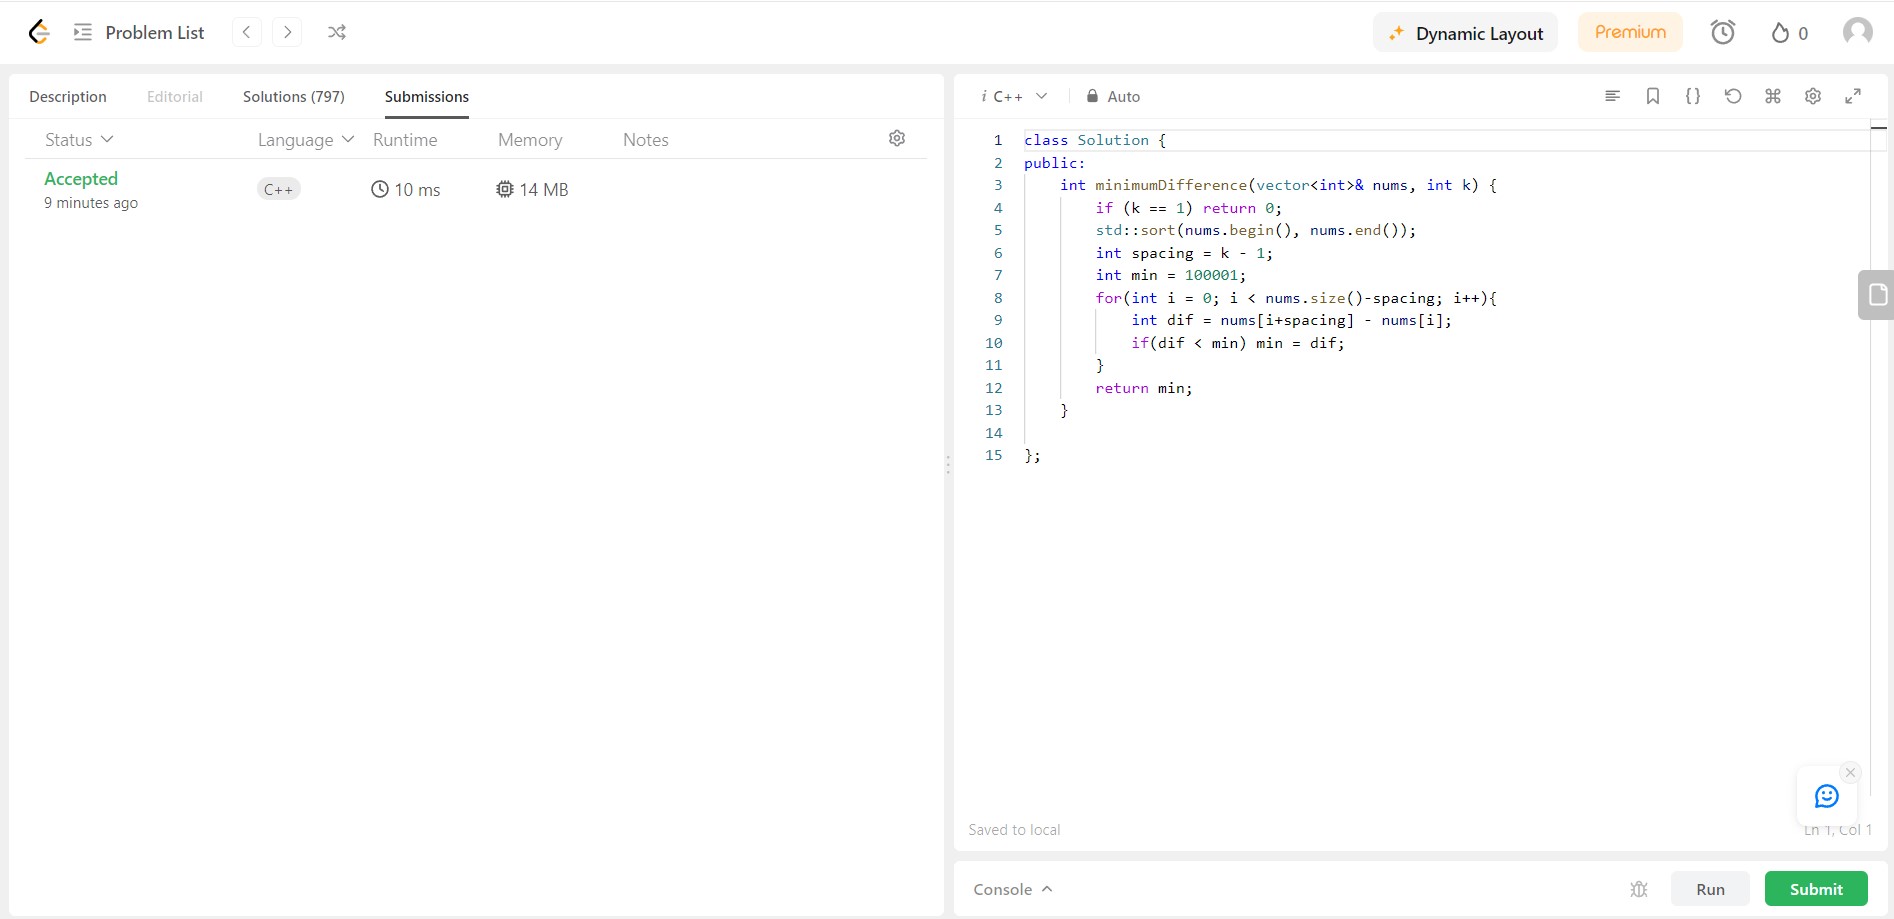 Problem List
Dynamic Layout
Premium
0
Description Editorial Solutions (797) Submissions
Status Language Runtime Memory Notes
Accepted
9 minutes ago
C++
10 ms
14 MB
i C++ Auto
1 class Solution {
2 public:
3     int minimumDifference(vector<int>& nums, int k) {
4         if (k == 1) return 0;
5         std::sort(nums.begin(), nums.end());
6         int spacing = k - 1;
7         int min = 100001;
8         for(int i = 0; i < nums.size()-spacing; i++){
9             int dif = nums[i+spacing] - nums[i];
10             if(dif < min) min = dif;
11         }
12         return min;
13     }
14
15 };
Saved to local
Ln 1, Col 1
Console
Run
Submit